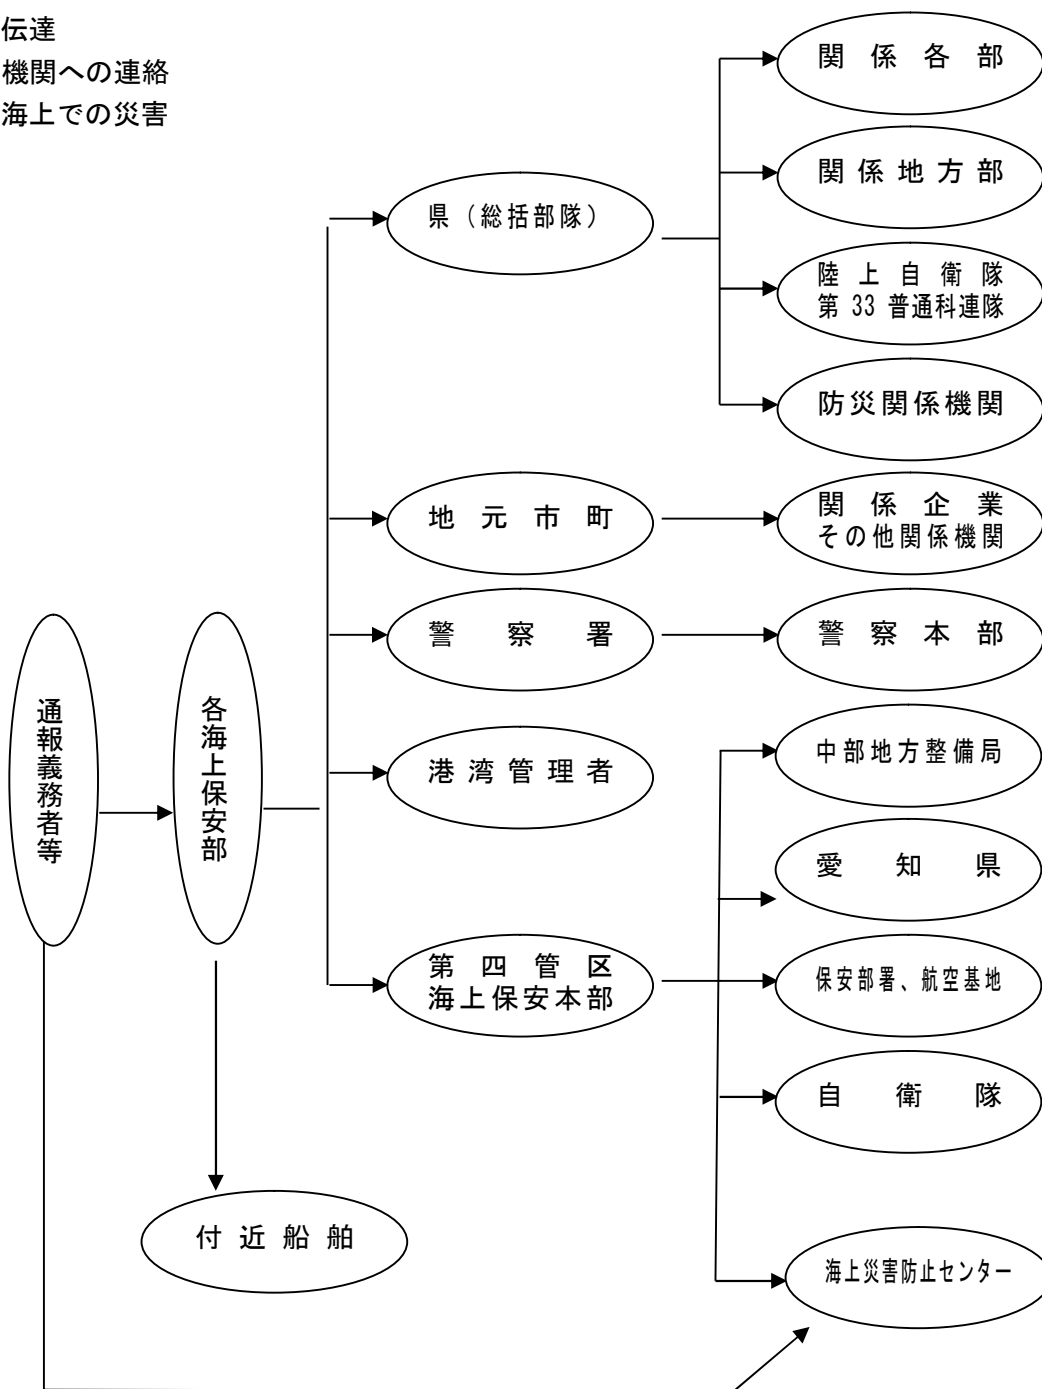 伝達
機関への連絡
海上での災害
関係各部
関係地方部
県（総括部隊）
陸上自衛隊
第 33 普通科連隊
防災関係機関
地元市町
関係企業
その他関係機関
警察署
警察本部
通報義務者等
各海上保安部
港湾管理者
中部地方整備局
愛知県
第四管区
海上保安本部
保安部署、航空基地
自衛隊
付近船舶
海上災害防止センター